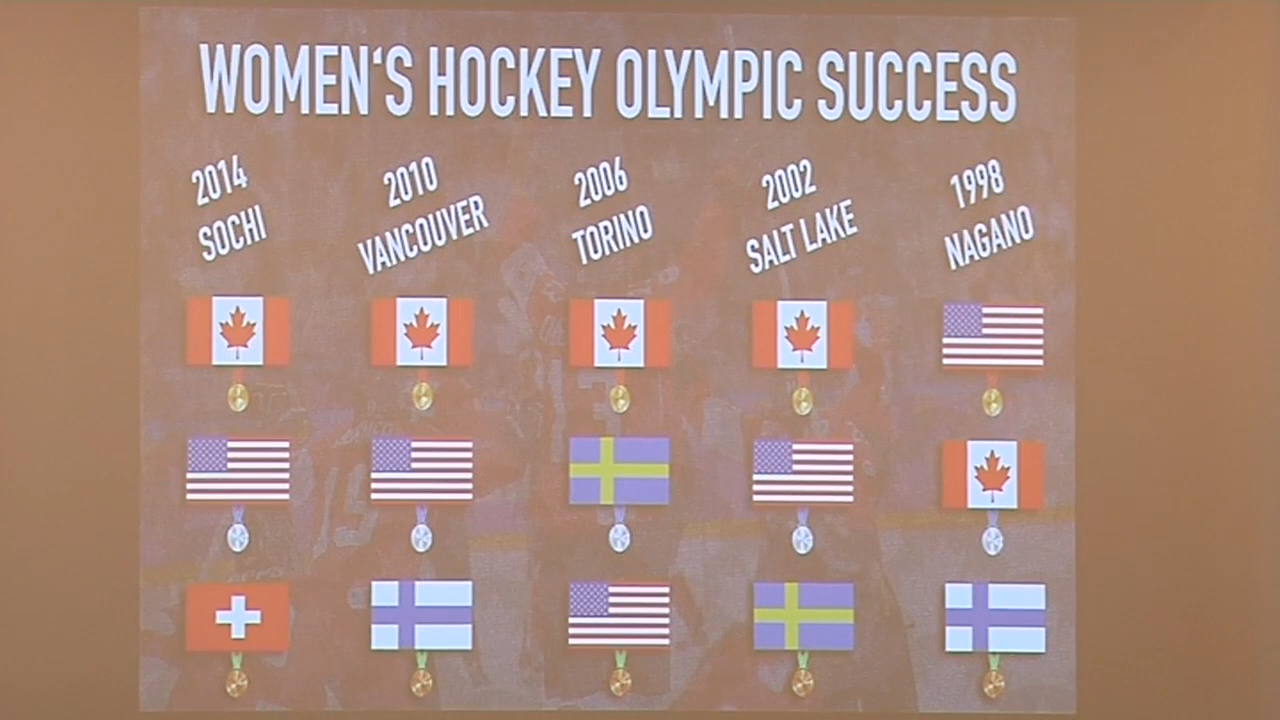 WOMEN‘S HOCKEY OLYMPIC SUCCESS
2014
SOCHI
2010
VANCOUVER
2006
TORINO
2002
SALT LAKE
1998
NAGANO